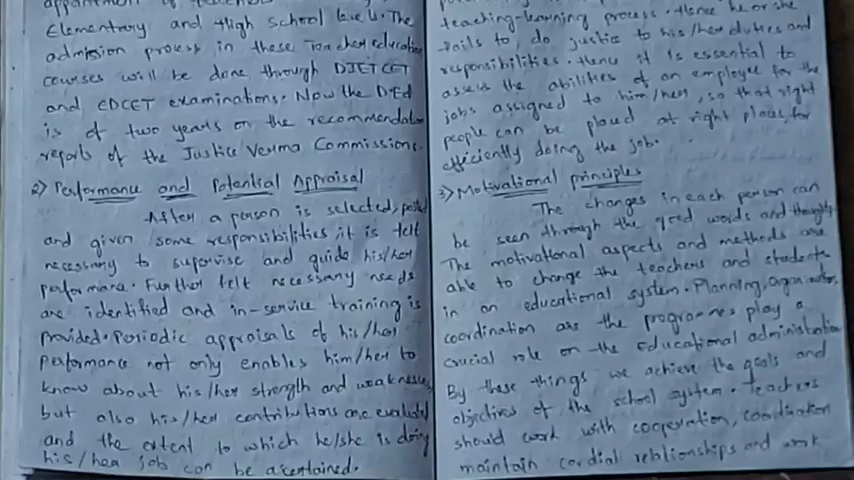 appointment of teachers
Elementary and High school level. The
admission process in these Teacher education
courses will be done through DIETCET
and EDCET examinations. Now the D.Ed
is of two years on the recommendation
report of the Justice Verma Commissions.
2) Performance and Potential Appraisal
After a person is selected, posted
and given some responsibilities it is felt
necessary to supervise and guide his/her
performance. Further felt necessary needs
are identified and in-service training is
provided. Periodic appraisals of his/her
performance not only enables him/her to
know about his/her strength and weaknesses
but also his/her contributions are evaluated
and the extent to which he/she is doing
his/her job can be ascertained.
teaching-learning process. Hence he or she
fails to, do justice to his/her duties and
responsibilities. Hence it is essential to
assess the abilities of an employee for the
jobs assigned to him/her, so that right
people can be placed at right places, for
efficiently doing the job.
3) Motivational principles
The changes in each person can
be seen through the good words and thoughts
The motivational aspects and methods are
able to change the teachers and students
in an educational system. Planning, organisation,
coordination are the programmes play a
crucial role on the Educational administration
By these things we achieve the goals and
objectives of the school system. Teachers
should work with cooperation, coordination
maintain cordial relationships and work